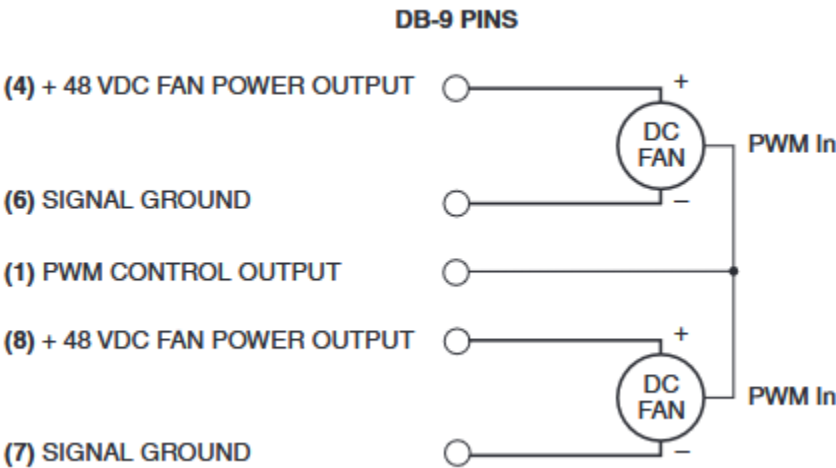 DB-9 PINS
(4) + 48 VDC FAN POWER OUTPUT
+
DC
FAN
PWM In
(6) SIGNAL GROUND
–
(1) PWM CONTROL OUTPUT
(8) + 48 VDC FAN POWER OUTPUT
+
DC
FAN
PWM In
(7) SIGNAL GROUND
–